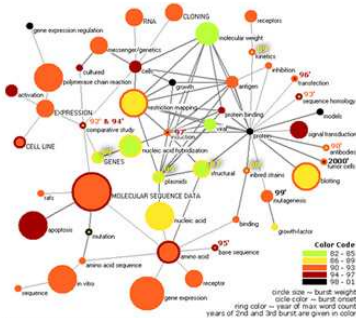 RNA
CLONING
receptors
gene expression regulation
messenger/genetics
molecular weight
kinetics
polymerase chain reaction
cultured
cells
antigen
inhibition
96'
transfection
activation
growth
93'
sequence homology
EXPRESSION
restriction mapping
protein binding
models
92' & 94'
comparative study
viral
protein
signal transduction
CELL LINE
nucleic acid hybridization
90'
antibodies
GENES
2000'
tumor cells
plasmids
structural
inbred strains
blotting
rats
MOLECULAR SEQUENCE DATA
99'
mutagenesis
nucleic acid
apoptosis
mutation
binding
growth-factor
amino acid
95'
base sequence
amino acid sequence
sequence
in vitro
receptor
gene expression
Color Code
82 - 85
86 - 89
90 - 93
94 - 97
98 - 01
circle size — burst weight
cicle color — burst onset
ring color — year of max word count
years of 2nd and 3rd burst are given in color